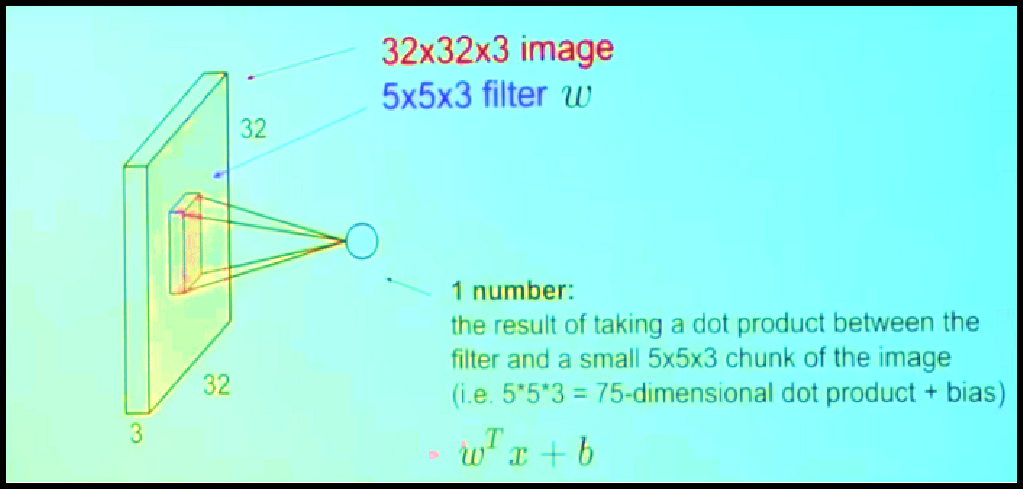 32x32x3 image
5x5x3 filter w
32
1 number:
the result of taking a dot product between the
filter and a small 5x5x3 chunk of the image
(i.e. 5*5*3 = 75-dimensional dot product + bias)
32
3
w^T x + b